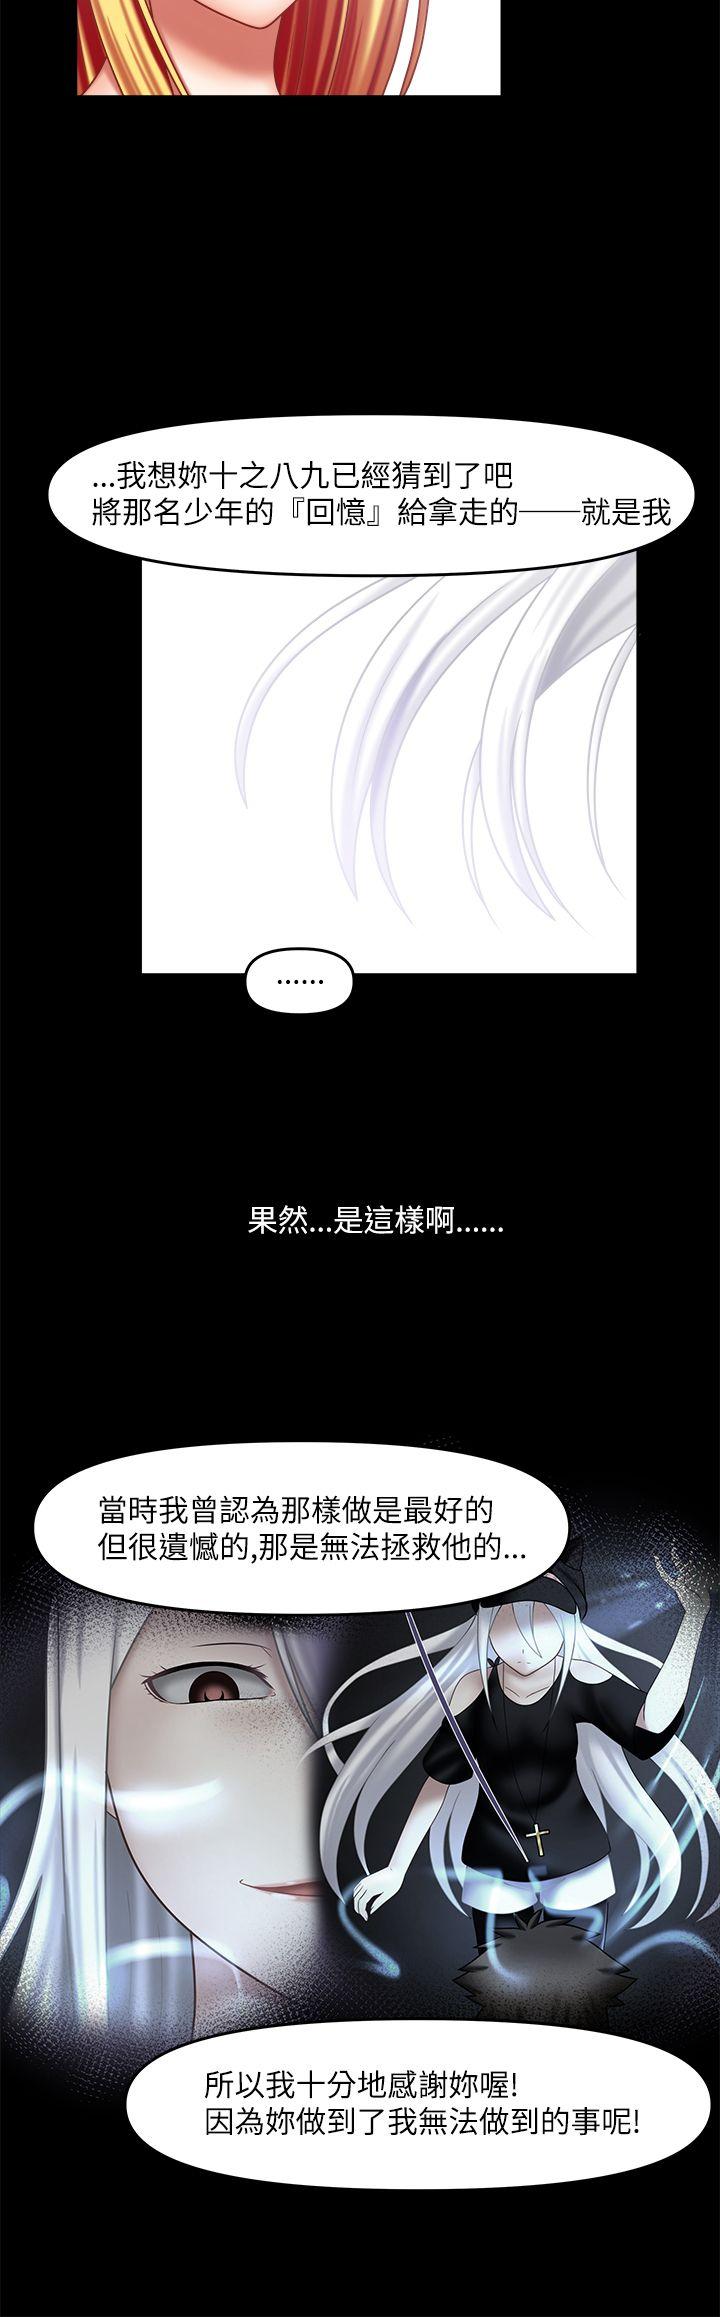 ...我想妳十之八九已經猜到了吧
將那名少年的『回憶』給拿走的──就是我
......
果然...是這樣啊......
當時我曾認為那樣做是最好的
但很遺憾的,那是無法拯救他的...
所以我十分地感謝妳喔!
因為妳做到了我無法做到的事呢!